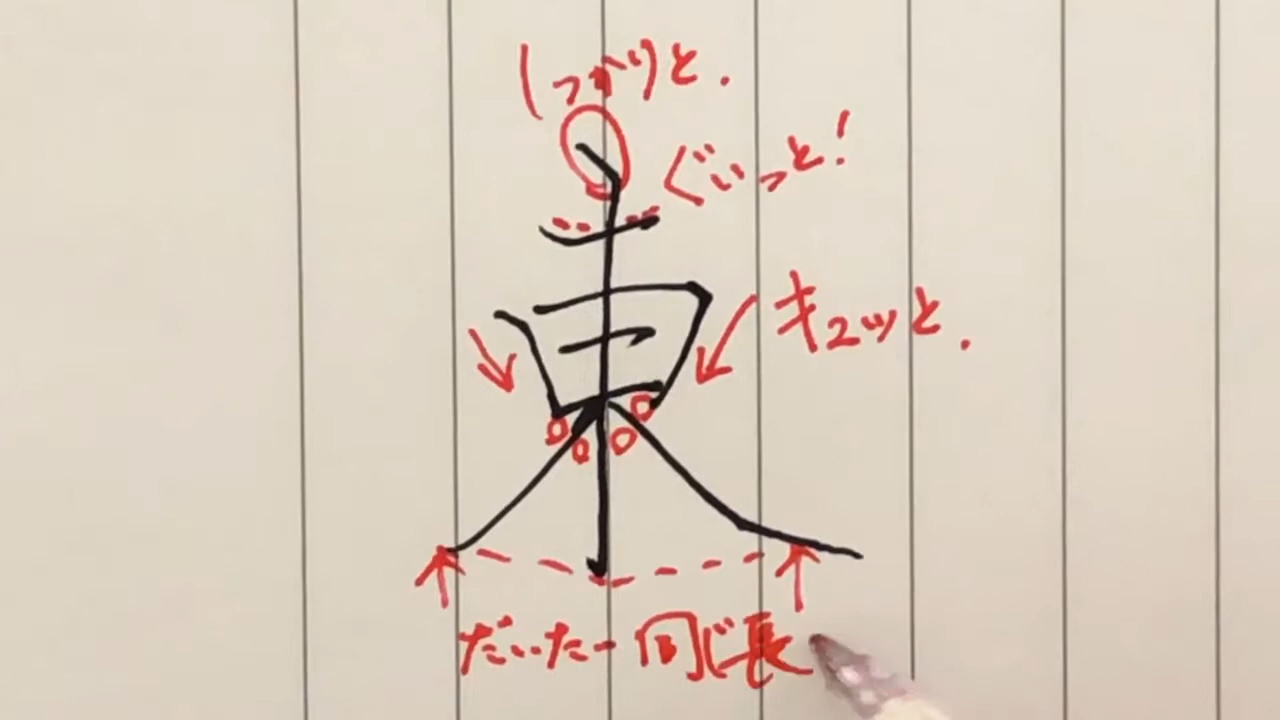 しっかりと.
ぐいっと!
キュッと.
東
だいたい同じ長